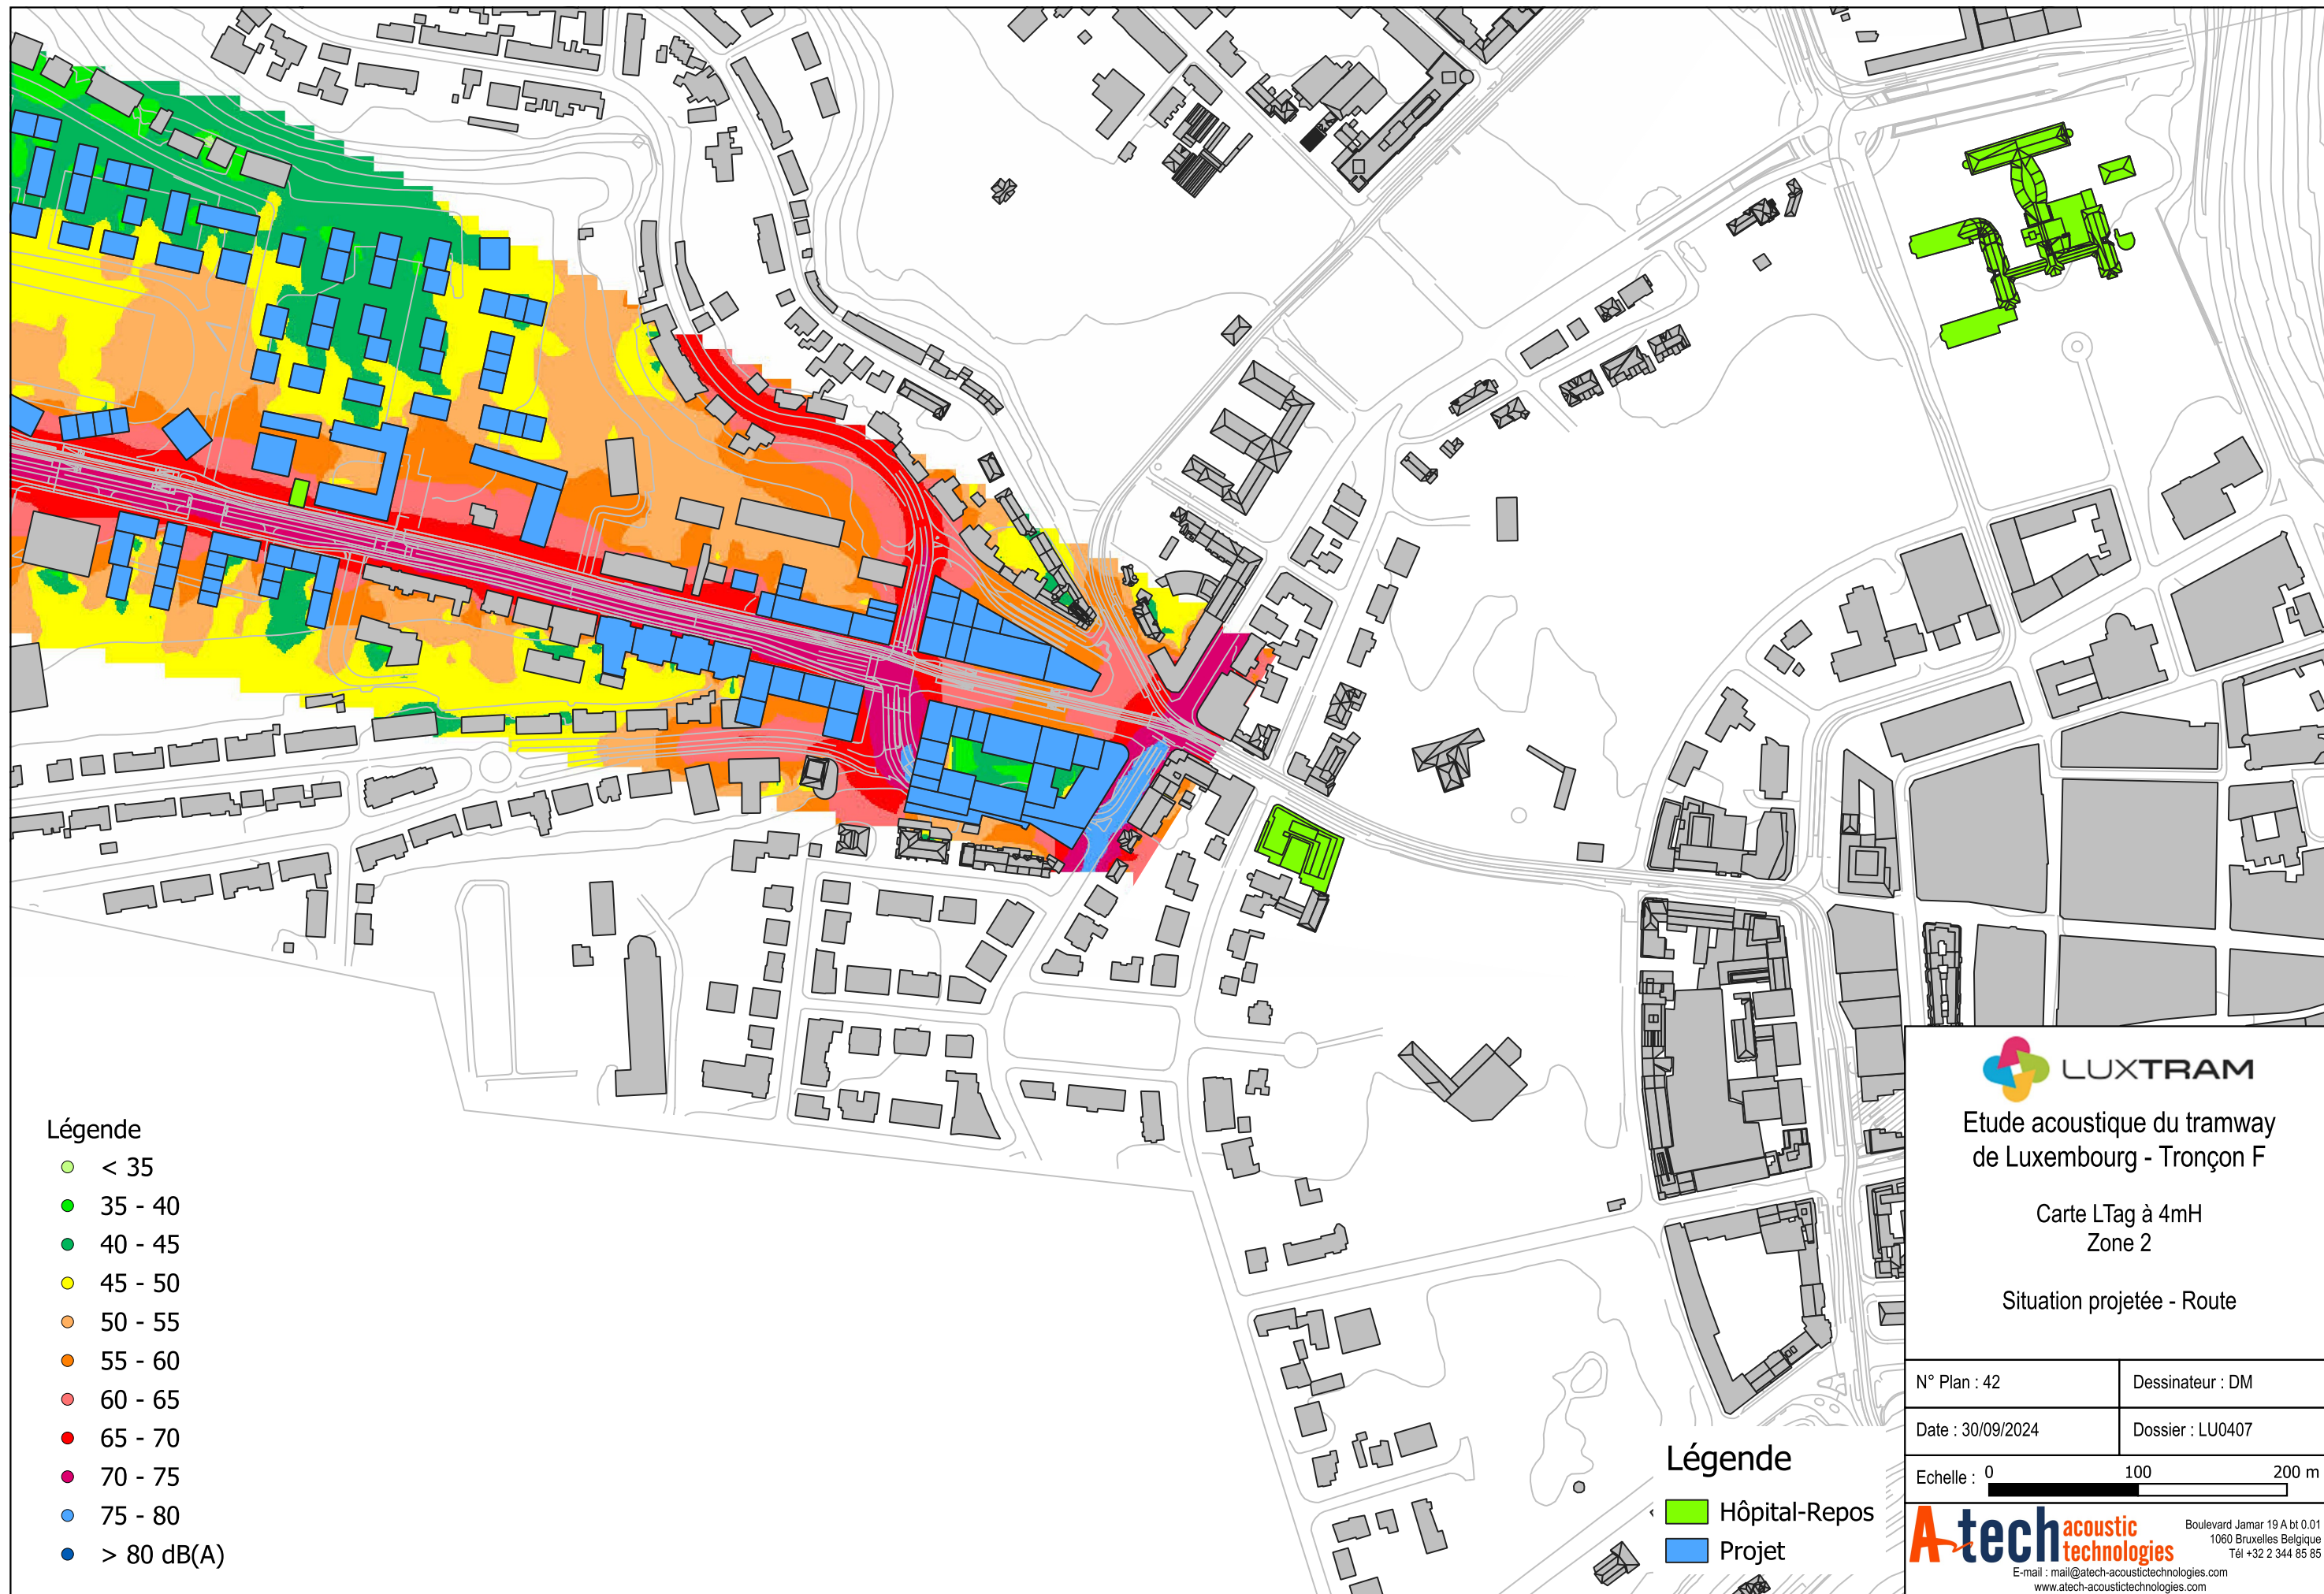 Légende
< 35
35 - 40
40 - 45
45 - 50
50 - 55
55 - 60
60 - 65
65 - 70
70 - 75
75 - 80
> 80 dB(A)
Légende
Hôpital-Repos
Projet
LUXTRAM
Etude acoustique du tramway
de Luxembourg - Tronçon F
Carte LTag à 4mH
Zone 2
Situation projetée - Route
N° Plan : 42
Dessinateur : DM
Date : 30/09/2024
Dossier : LU0407
Echelle : 0 100 200 m
A-tech acoustic technologies
Boulevard Jamar 19 A bt 0.01
1060 Bruxelles Belgique
Tél +32 2 344 85 85
E-mail : mail@atech-acoustictechnologies.com
www.atech-acoustictechnologies.com